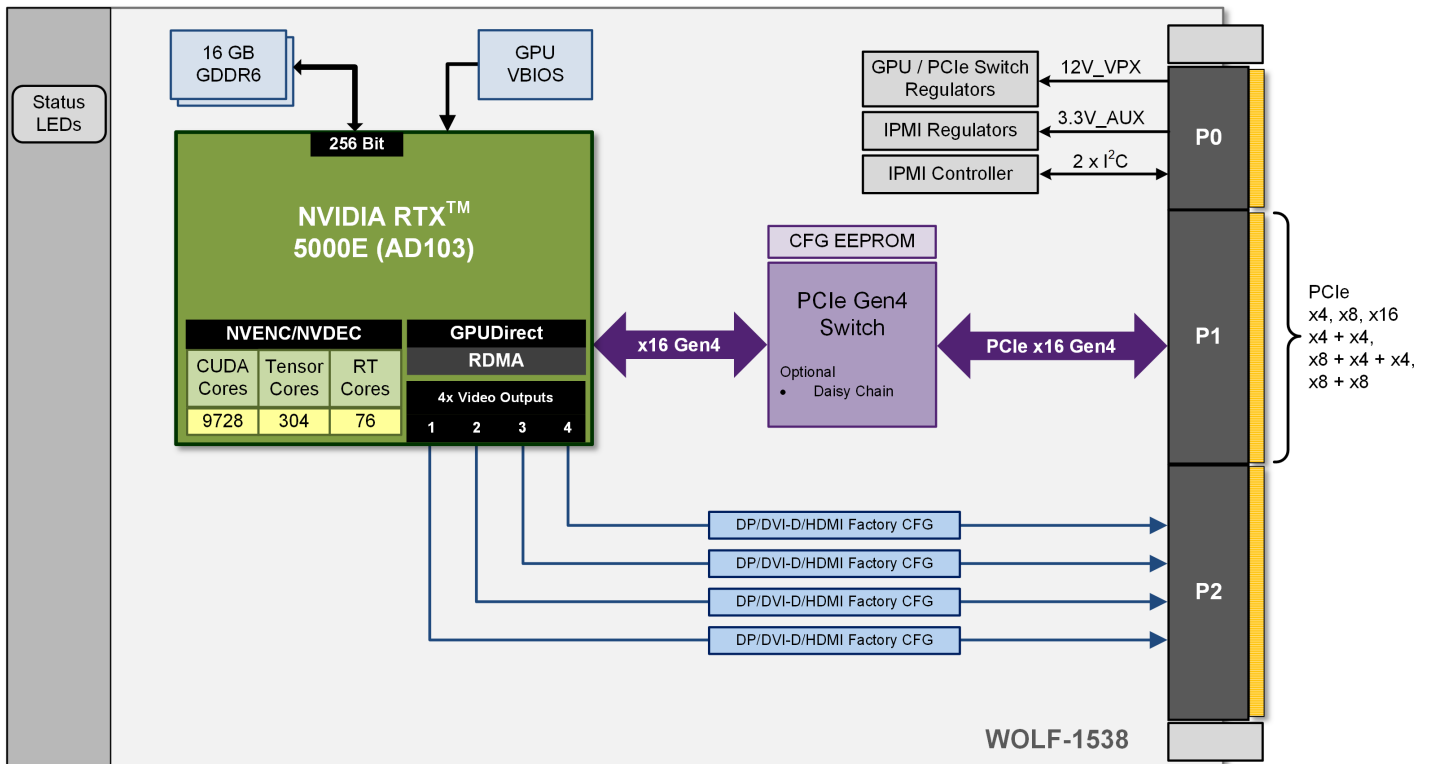 Status
LEDs
16 GB
GDDR6
GPU
VBIOS
256 Bit
NVIDIA RTX™
5000E (AD103)
NVENC/NVDEC
CUDA
Cores
Tensor
Cores
RT
Cores
9728
304
76
GPUDirect
RDMA
4x Video Outputs
1
2
3
4
x16 Gen4
CFG EEPROM
PCIe Gen4
Switch
Optional
• Daisy Chain
PCIe x16 Gen4
GPU / PCIe Switch
Regulators
12V_VPX
IPMI Regulators
3.3V_AUX
IPMI Controller
2 x I²C
P0
P1
PCIe
x4, x8, x16
x4 + x4,
x8 + x4 + x4,
x8 + x8
DP/DVI-D/HDMI Factory CFG
DP/DVI-D/HDMI Factory CFG
DP/DVI-D/HDMI Factory CFG
DP/DVI-D/HDMI Factory CFG
P2
WOLF-1538